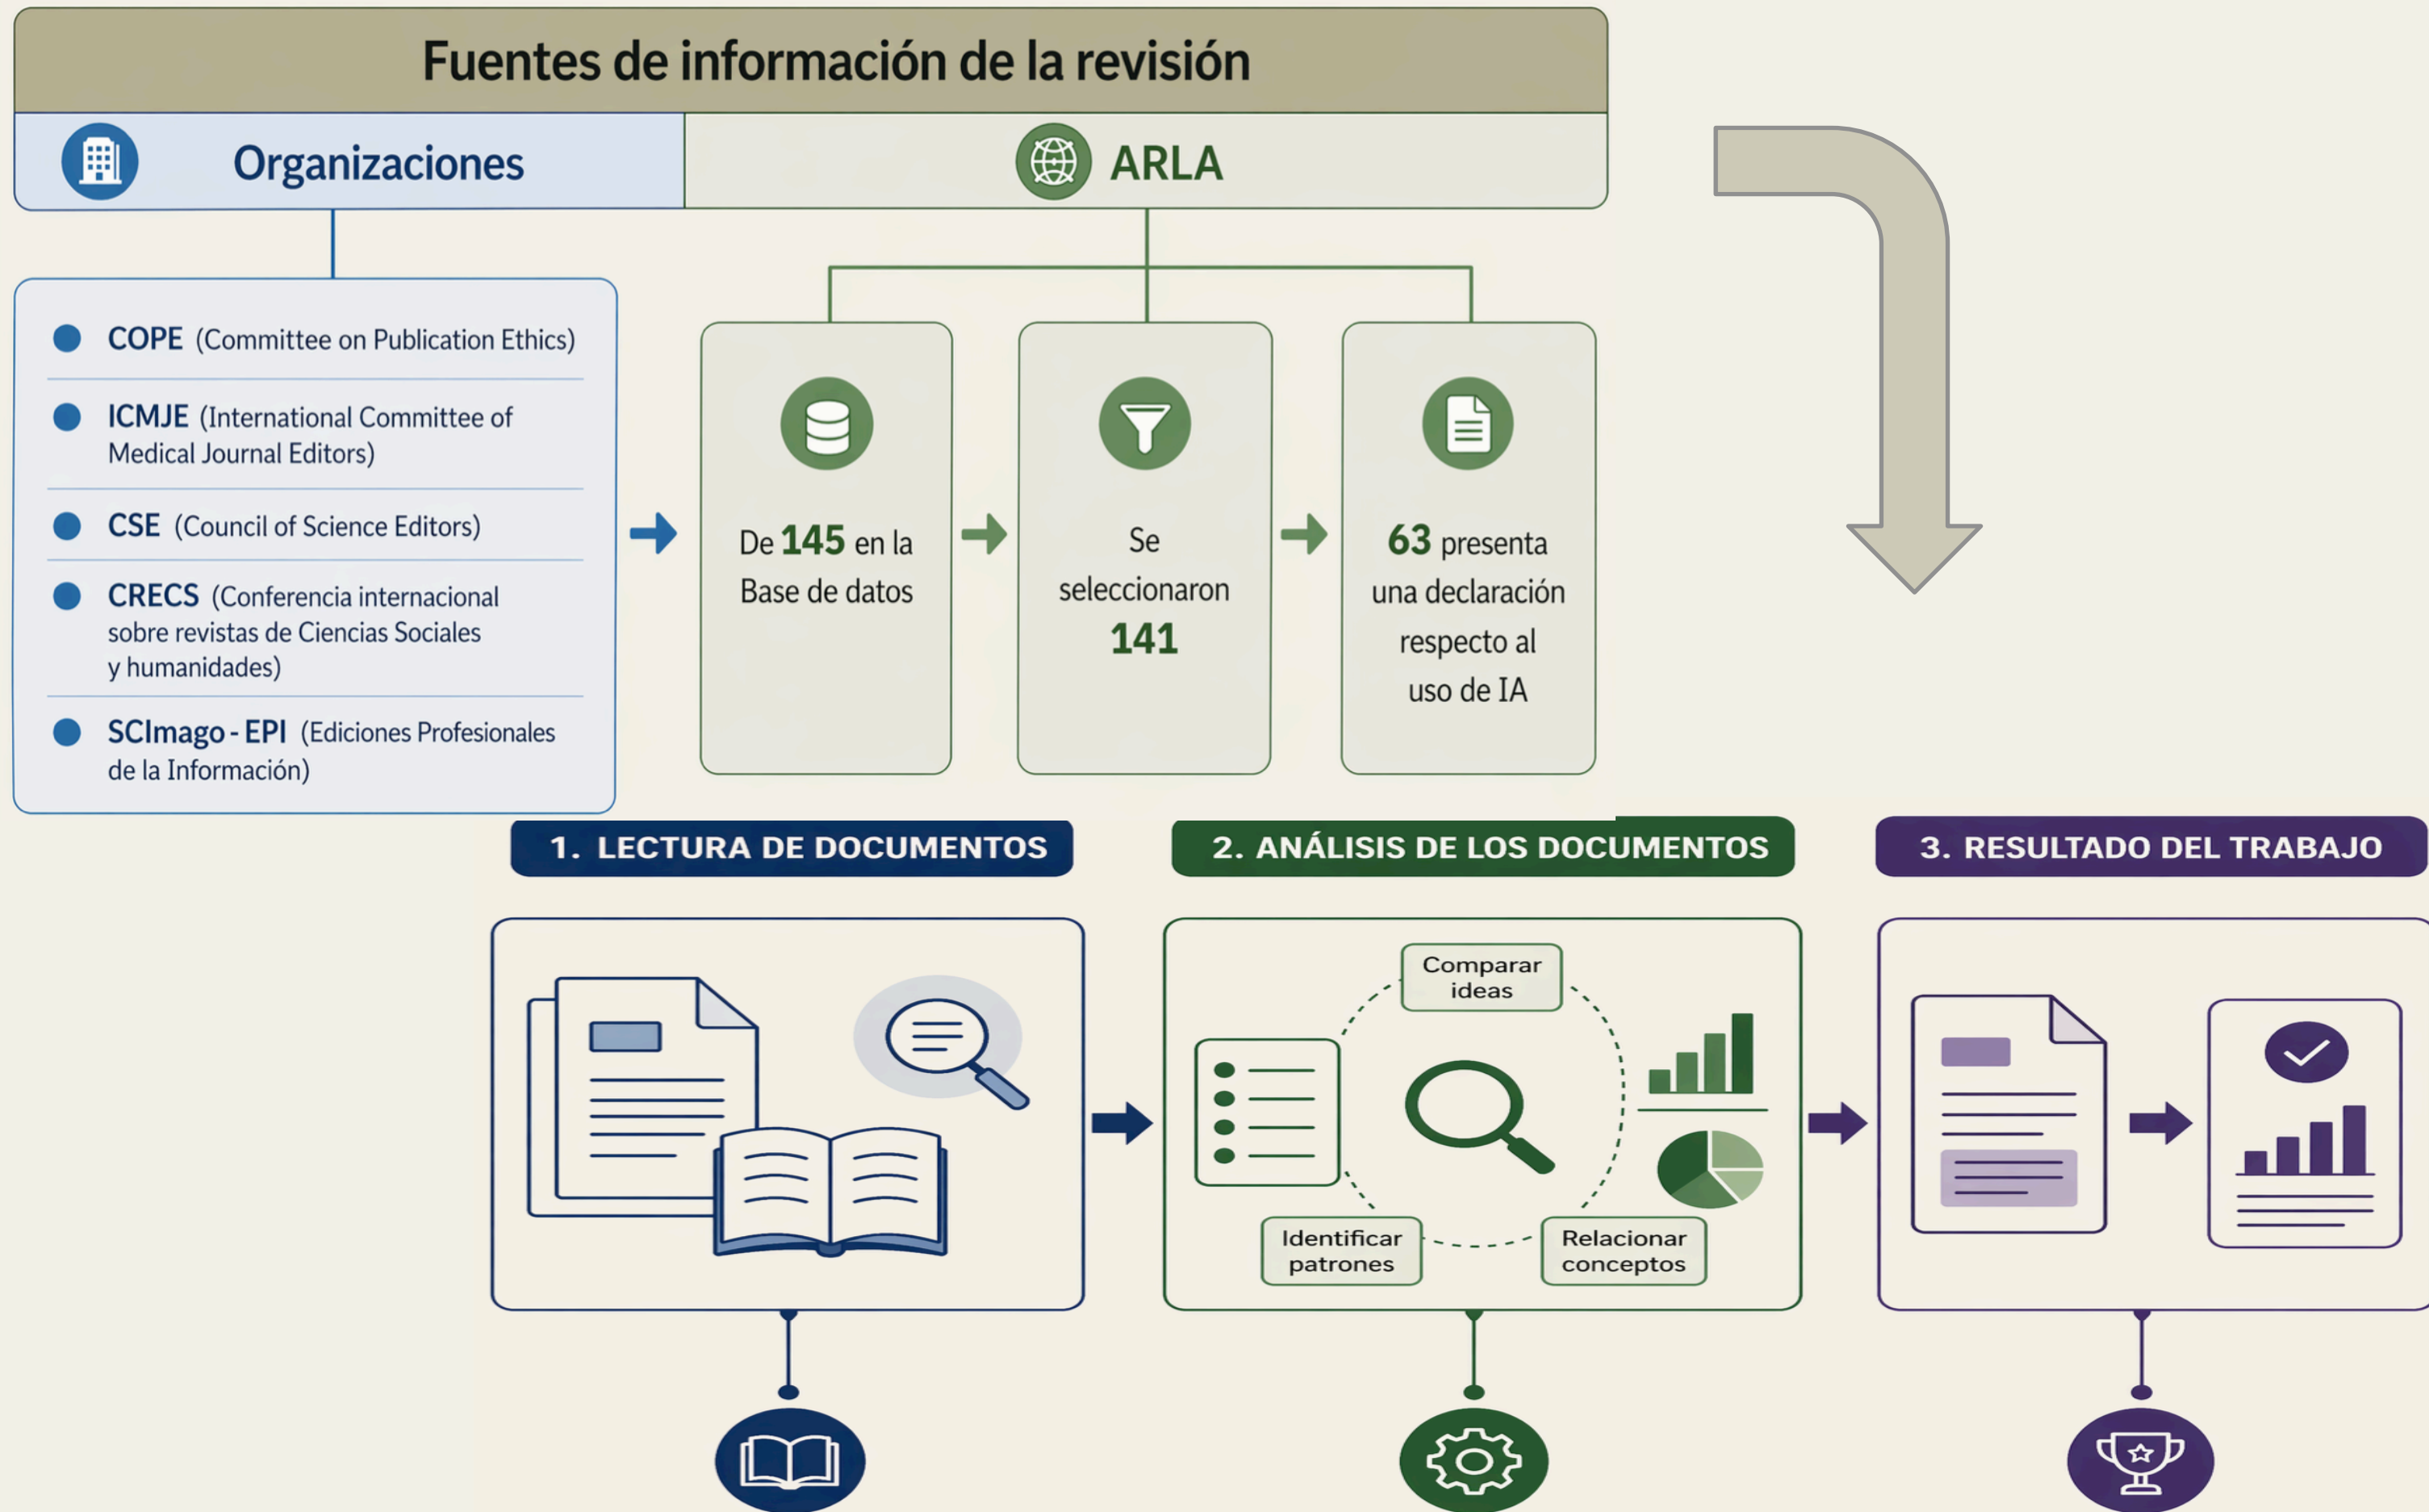 Fuentes de información de la revisión
Organizaciones
ARLA
COPE (Committee on Publication Ethics)
ICMJE (International Committee of
Medical Journal Editors)
CSE (Council of Science Editors)
CRECS (Conferencia internacional
sobre revistas de Ciencias Sociales
y humanidades)
SCImago - EPI (Ediciones Profesionales
de la Información)
De 145 en la
Base de datos
Se
seleccionaron
141
63 presenta
una declaración
respecto al
uso de IA
1. LECTURA DE DOCUMENTOS
2. ANÁLISIS DE LOS DOCUMENTOS
Comparar
ideas
Identificar
patrones
Relacionar
conceptos
3. RESULTADO DEL TRABAJO